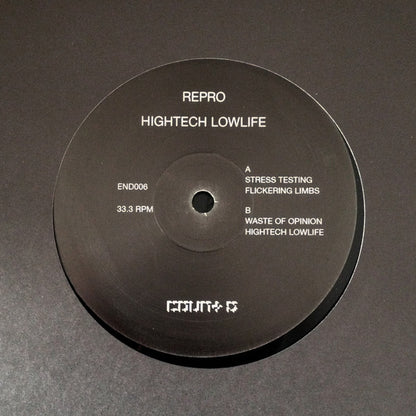 REPRO
HIGHTECH LOWLIFE
A
STRESS TESTING
FLICKERING LIMBS
END006
33.3 RPM
B
WASTE OF OPINION
HIGHTECH LOWLIFE